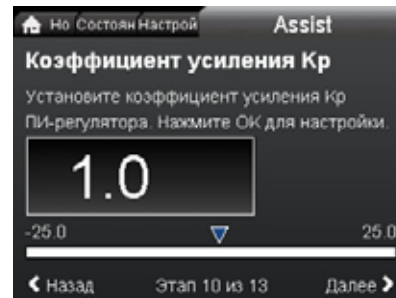 Но Состоян Настрой Assist
Коэффициент усиления Kp
Установите коэффициент усиления Kp
ПИ-регулятора. Нажмите ОК для настройки.
1.0
-25.0 25.0
Назад Этап 10 из 13 Далее